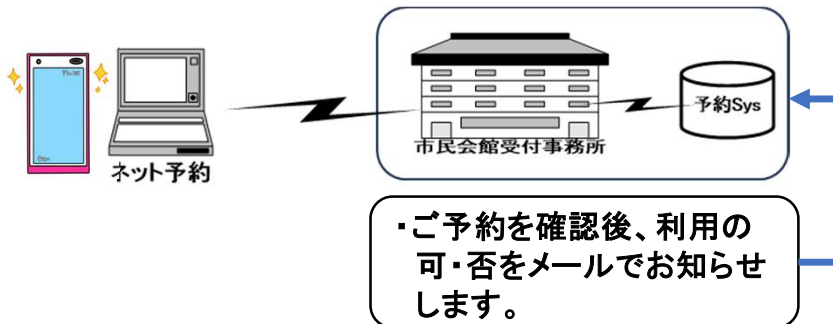 ネット予約
市民会館受付事務所
予約Sys
・ご予約を確認後、利用の
可・否をメールでお知らせ
します。